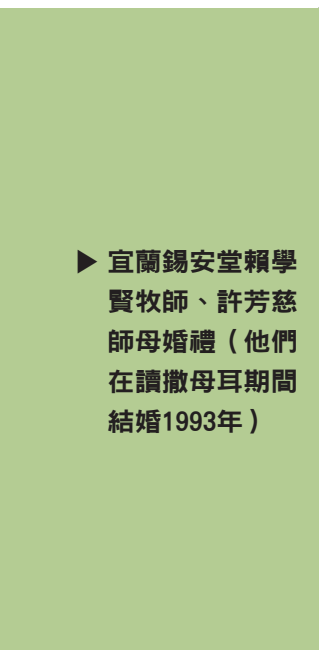 ▶ 宜蘭錫安堂賴學
賢牧師、許芳慈
師母婚禮（他們
在讀撒母耳期間
結婚1993年）